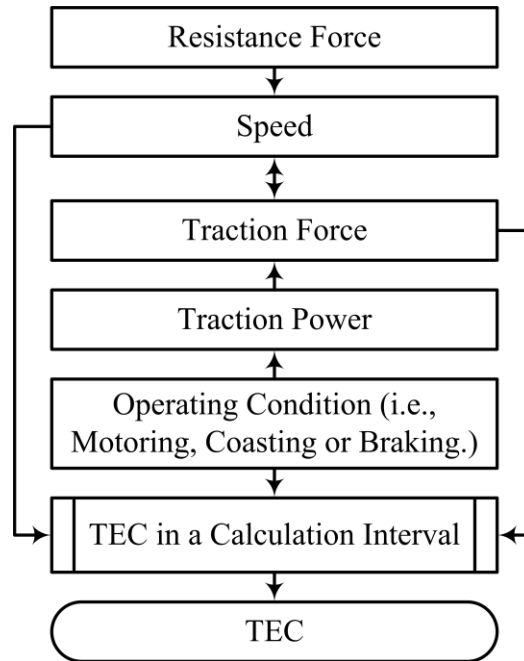 Resistance Force
Speed
Traction Force
Traction Power
Operating Condition (i.e.,
Motoring, Coasting or Braking.)
TEC in a Calculation Interval
TEC